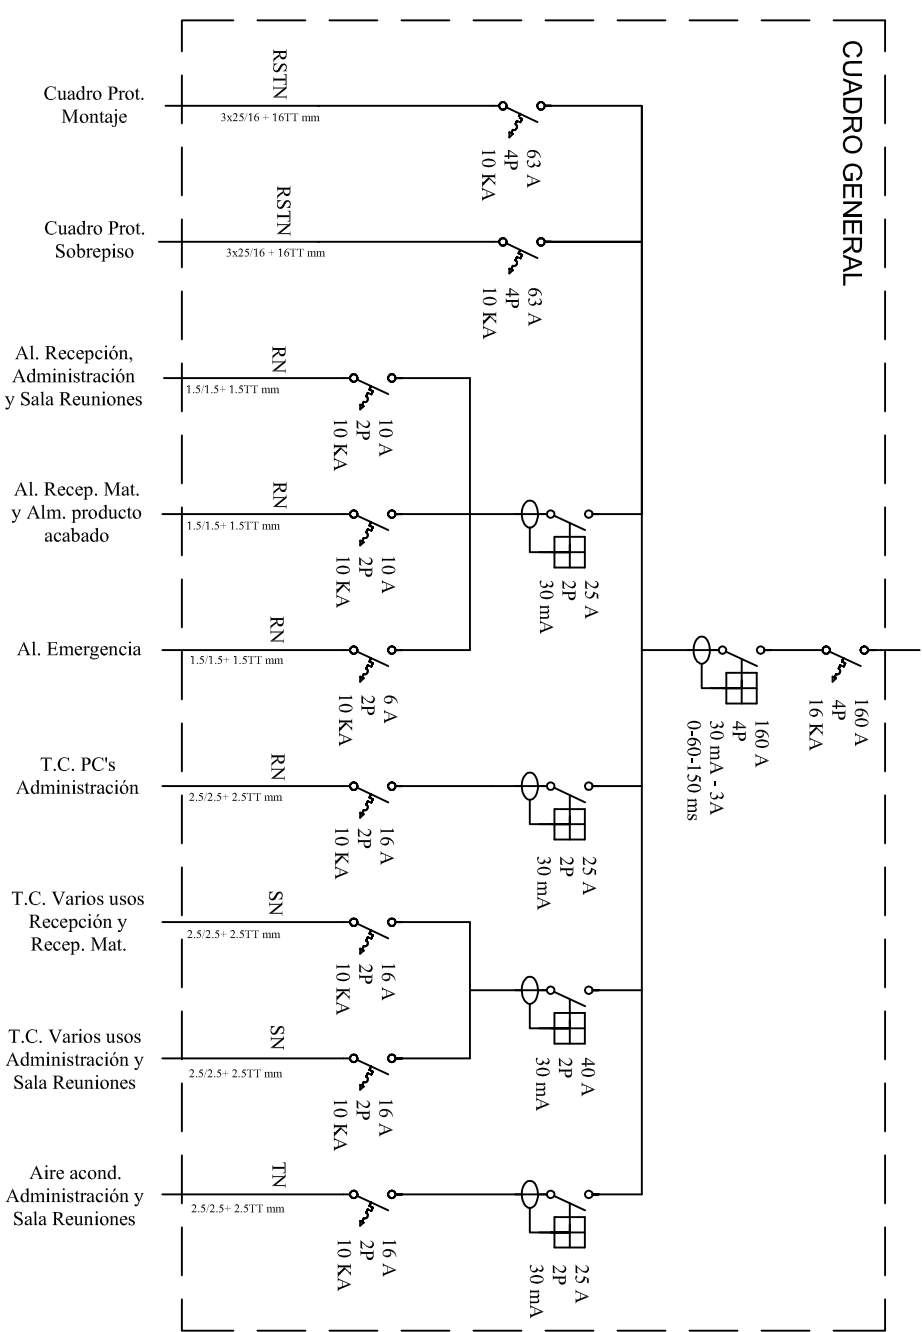 CUADRO GENERAL
Cuadro Prot.
Montaje
RSTN
3x25/16 + 16TT mm
63 A
4P
10 KA
Cuadro Prot.
Sobrepiso
RSTN
3x25/16 + 16TT mm
63 A
4P
10 KA
Al. Recepción,
Administración
y Sala Reuniones
RN
1.5/1.5+ 1.5TT mm
10 A
2P
10 KA
Al. Recep. Mat.
y Alm. producto
acabado
RN
1.5/1.5+ 1.5TT mm
10 A
2P
10 KA
25 A
2P
30 mA
Al. Emergencia
RN
1.5/1.5+ 1.5TT mm
6 A
2P
10 KA
160 A
4P
30 mA - 3A
0-60-150 ms
160 A
4P
16 KA
T.C. PC's
Administración
RN
2.5/2.5+ 2.5TT mm
16 A
2P
10 KA
25 A
2P
30 mA
T.C. Varios usos
Recepción y
Recep. Mat.
SN
2.5/2.5+ 2.5TT mm
16 A
2P
10 KA
40 A
2P
30 mA
T.C. Varios usos
Administración y
Sala Reuniones
SN
2.5/2.5+ 2.5TT mm
16 A
2P
10 KA
Aire acond.
Administración y
Sala Reuniones
TN
2.5/2.5+ 2.5TT mm
16 A
2P
10 KA
25 A
2P
30 mA